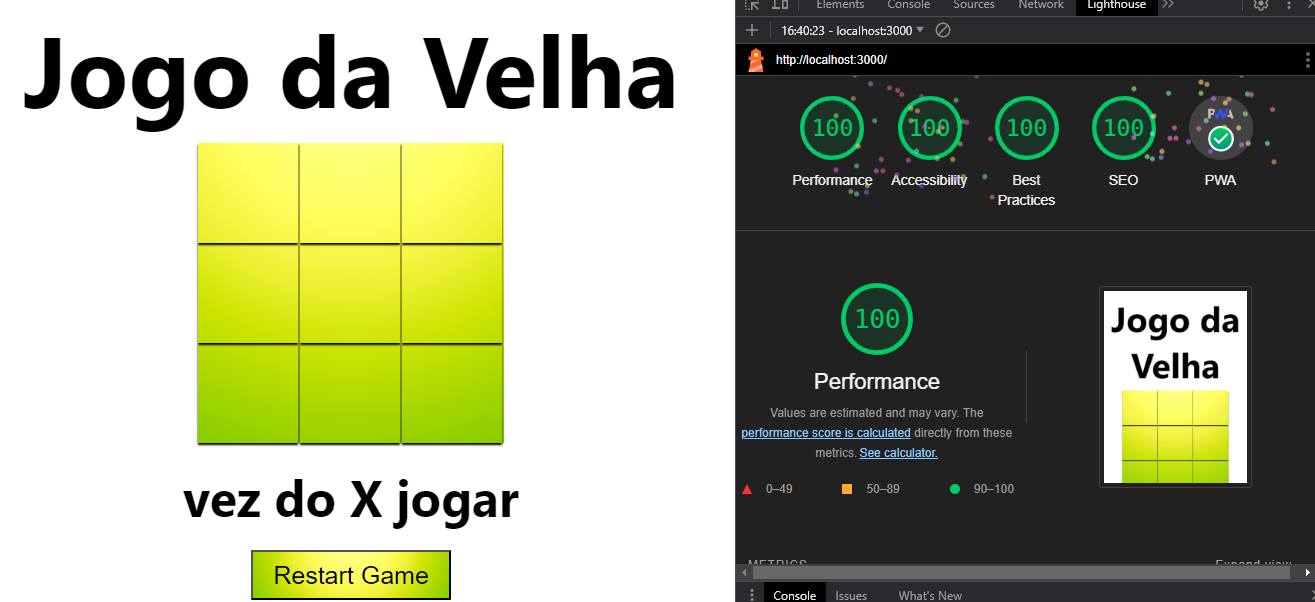 Jogo da Velha
vez do X jogar
Restart Game
Elements Console Sources Network Lighthouse
16:40:23 - localhost:3000
http://localhost:3000/
100 100 100 100 PWA
Performance Accessibility Best Practices SEO PWA
100
Performance
Values are estimated and may vary. The
performance score is calculated directly from these
metrics. See calculator.
0–49 50–89 90–100
Jogo da
Velha
METRICS Expand view
Console Issues What's New